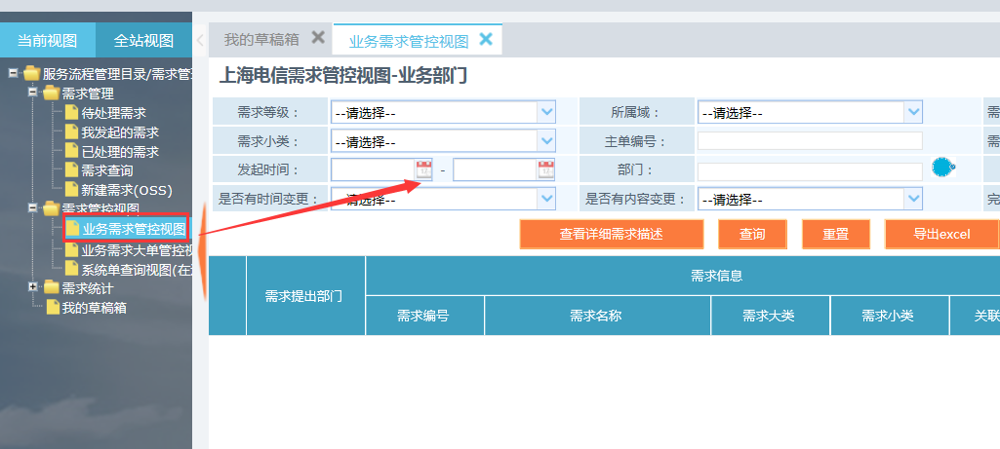 当前视图 全站视图
我的草稿箱 业务需求管控视图
上海电信需求管控视图-业务部门
服务流程管理目录/需求管
需求管理
待处理需求
我发起的需求
已处理的需求
需求查询
新建需求(OSS)
需求管控视图
业务需求管控视图
业务需求大单管控视
系统单查询视图(在
需求统计
我的草稿箱
需求等级： --请选择-- 所属域： --请选择-- 需
需求小类： --请选择-- 主单编号： 需
发起时间： - 部门：
是否有时间变更： --请选择-- 是否有内容变更： --请选择-- 完
查看详细需求描述 查询 重置 导出excel
需求提出部门 需求信息
需求编号 需求名称 需求大类 需求小类 关联